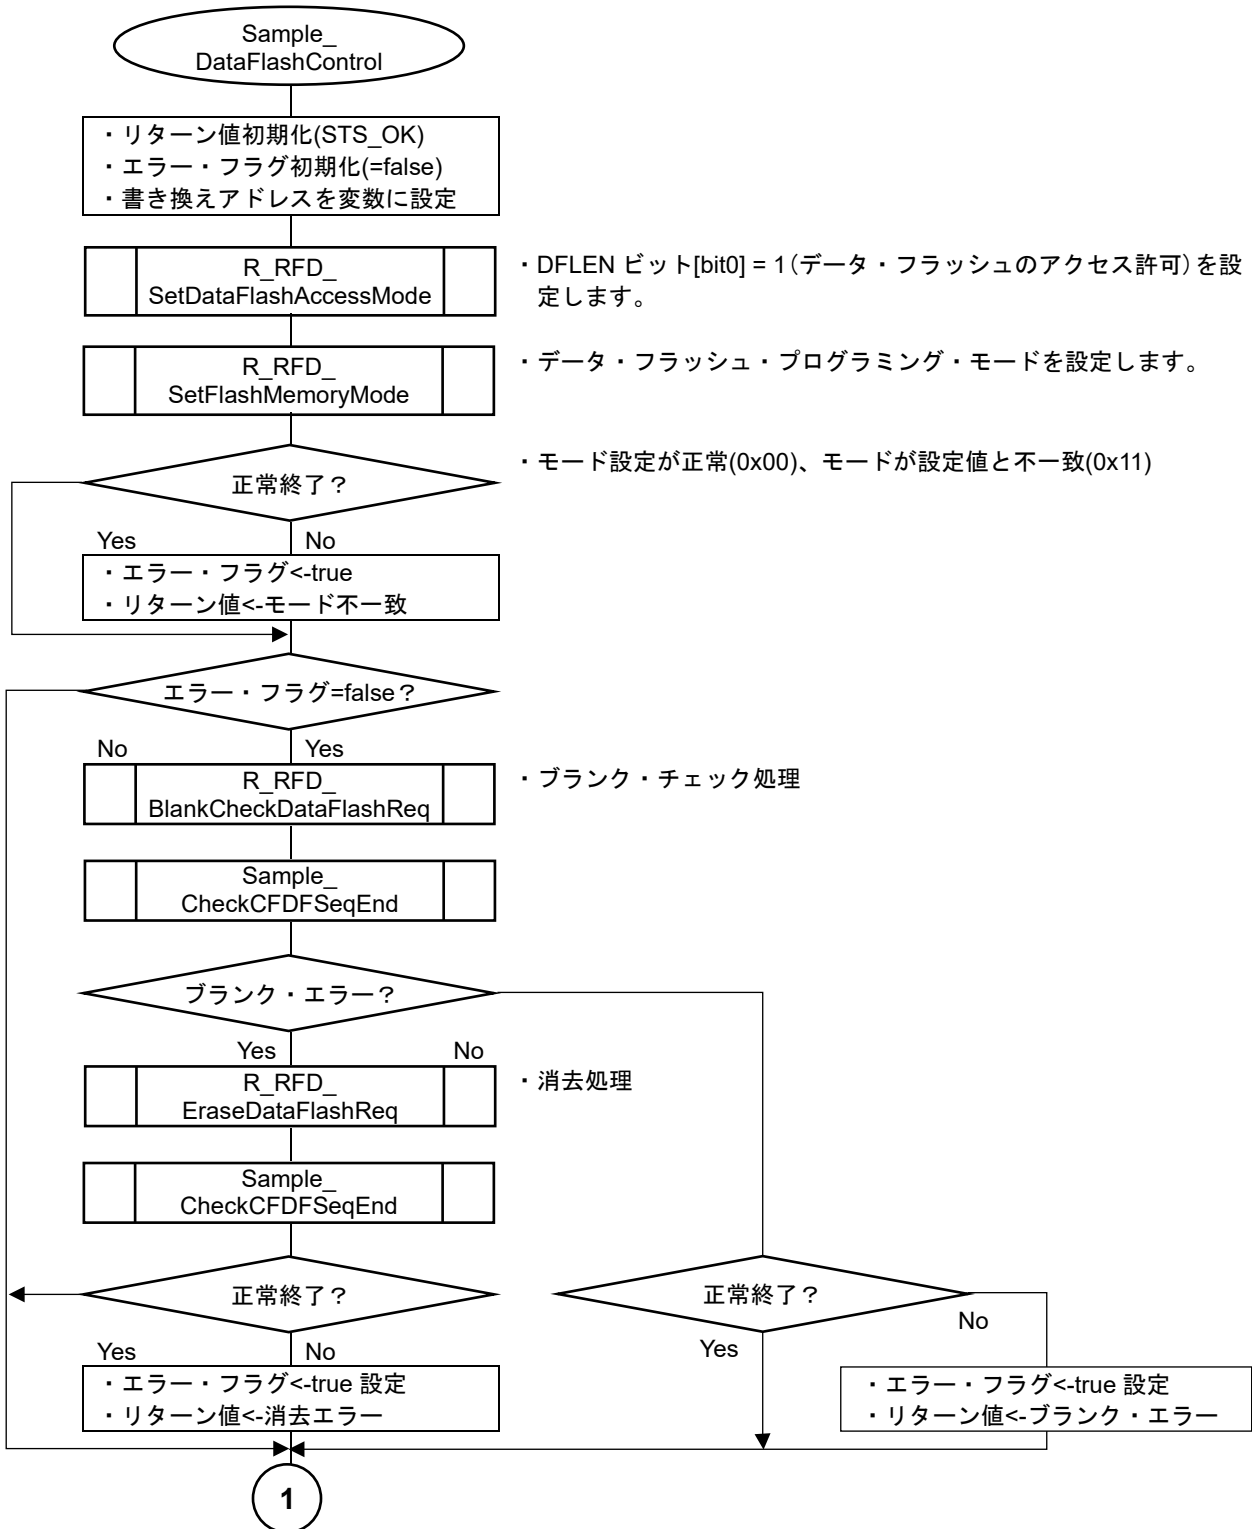 Sample_
DataFlashControl
・リターン値初期化(STS_OK)
・エラー・フラグ初期化(=false)
・書き換えアドレスを変数に設定
R_RFD_
SetDataFlashAccessMode
・DFLEN ビット[bit0] = 1（データ・フラッシュのアクセス許可）を設
定します。
R_RFD_
SetFlashMemoryMode
・データ・フラッシュ・プログラミング・モードを設定します。
正常終了？
・モード設定が正常(0x00)、モードが設定値と不一致(0x11)
Yes
No
・エラー・フラグ<-true
・リターン値<-モード不一致
エラー・フラグ=false？
No
Yes
R_RFD_
BlankCheckDataFlashReq
・ブランク・チェック処理
Sample_
CheckCFDFSeqEnd
ブランク・エラー？
Yes
No
R_RFD_
EraseDataFlashReq
・消去処理
Sample_
CheckCFDFSeqEnd
正常終了？
正常終了？
Yes
No
Yes
No
・エラー・フラグ<-true 設定
・リターン値<-消去エラー
・エラー・フラグ<-true 設定
・リターン値<-ブランク・エラー
1